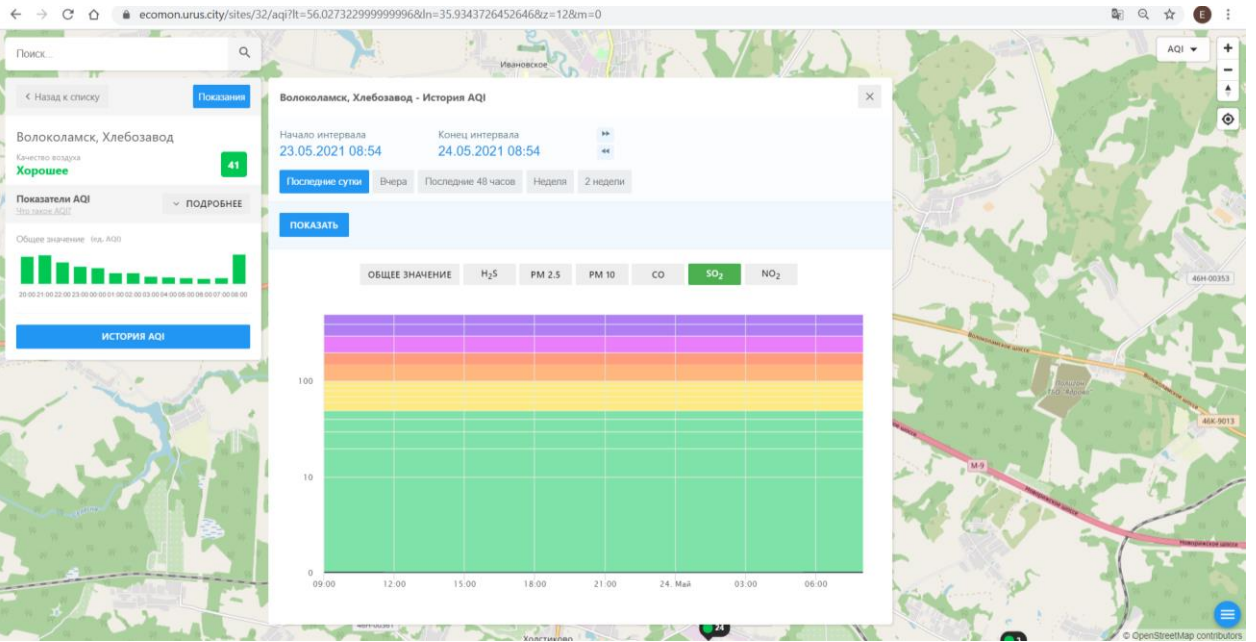 ecomon.urus.city/sites/32/aqi?lt=56.027322999999996&ln=35.9343726452646&z=12&m=0
E
Поиск...
Ивановское
AQI
Назад к списку
Показания
Волоколамск, Хлебозавод - История AQI
Волоколамск, Хлебозавод
Качество воздуха
Хорошее
41
Начало интервала
Конец интервала
23.05.2021 08:54
24.05.2021 08:54
Последние сутки
Вчера
Последние 48 часов
Неделя
2 недели
Показатели AQI
Что такое AQI?
ПОДРОБНЕЕ
ПОКАЗАТЬ
Общее значение (ед. AQI)
20:00 21:00 22:00 23:00 00:00 01:00 02:00 03:00 04:00 05:00 06:00 07:00 08:00
ИСТОРИЯ AQI
ОБЩЕЕ ЗНАЧЕНИЕ
H₂S
PM 2.5
PM 10
CO
SO₂
NO₂
100
10
0
09:00
12:00
15:00
18:00
21:00
24. Май
03:00
06:00
46Н-00353
Волоколамское шоссе
Волоколамское шоссе
46К-9013
М-9
Новорижское шоссе
Новорижское шоссе
Холстиково
24
3
© OpenStreetMap contributors